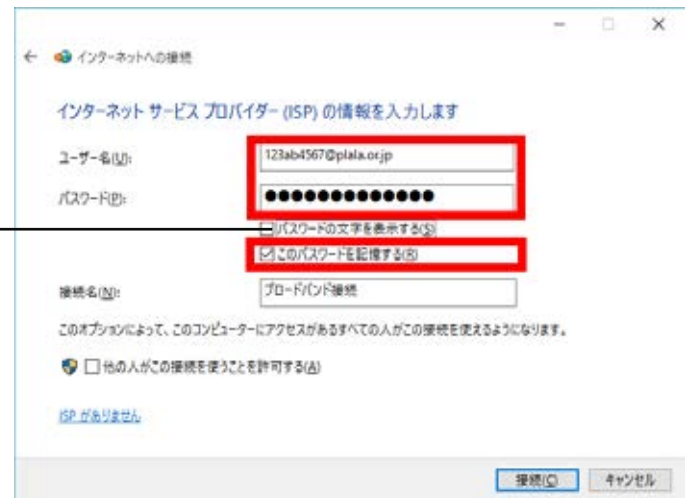 インターネットへの接続
インターネット サービス プロバイダー (ISP) の情報を入力します
ユーザー名(U):
123ab4567@plala.or.jp
パスワード(P):
●●●●●●●●●●●●●
パスワードの文字を表示する(S)
このパスワードを記憶する(R)
接続名(N):
ブロードバンド接続
このオプションによって、このコンピューターにアクセスがあるすべての人がこの接続を使えるようになります。
他の人がこの接続を使うことを許可する(A)
ISP がありません
接続(C)
キャンセル